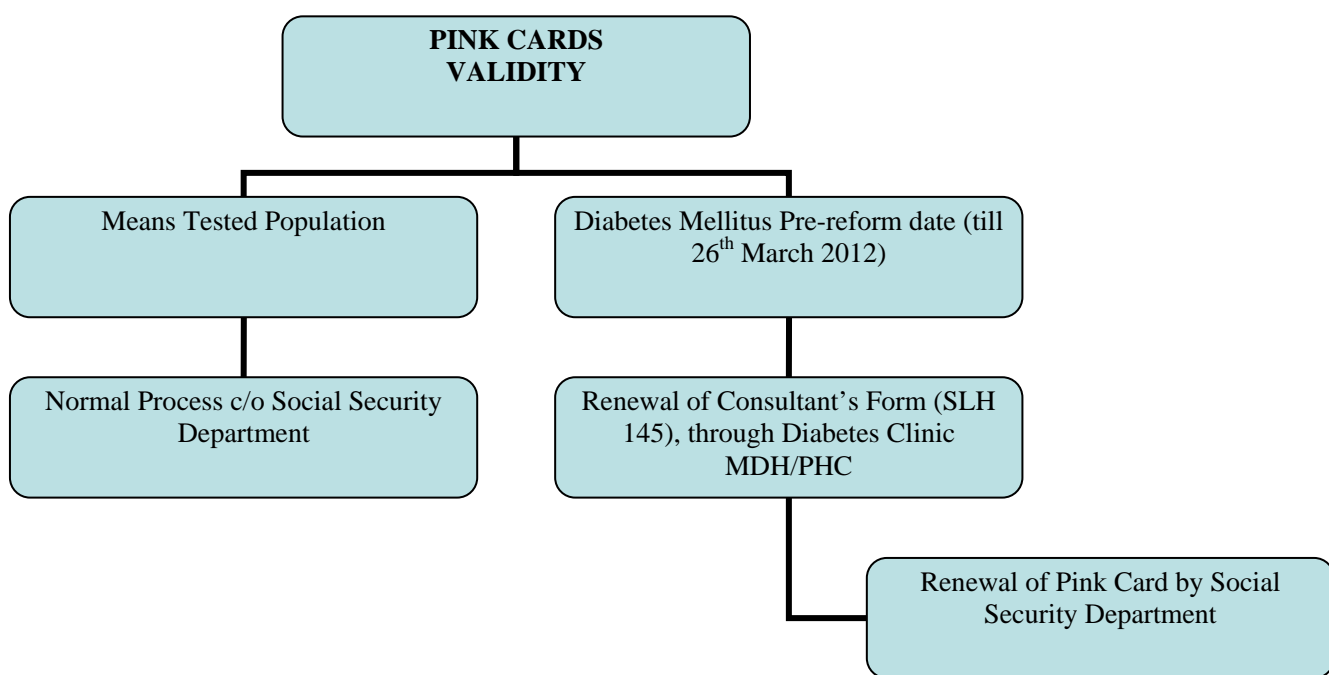 PINK CARDS
VALIDITY
Means Tested Population
Diabetes Mellitus Pre-reform date (till
26th March 2012)
Normal Process c/o Social Security
Department
Renewal of Consultant’s Form (SLH
145), through Diabetes Clinic
MDH/PHC
Renewal of Pink Card by Social
Security Department